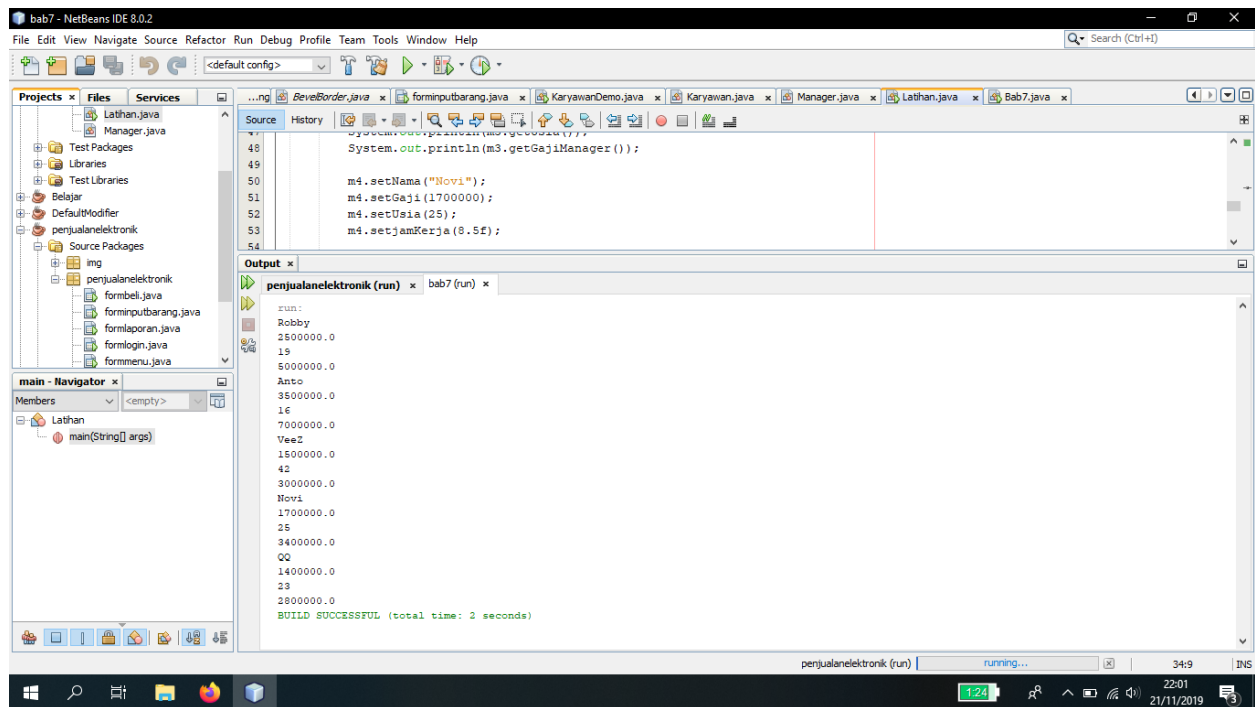 bab7 - NetBeans IDE 8.0.2
File Edit View Navigate Source Refactor Run Debug Profile Team Tools Window Help
Search (Ctrl+I)
<default config>
Projects Files Services
...ng BevelBorder.java forminputbarang.java KaryawanDemo.java Karyawan.java Manager.java Latihan.java Bab7.java
Latihan.java
Manager.java
Test Packages
Libraries
Test Libraries
Belajar
DefaultModifier
penjualanelektronik
Source Packages
img
penjualanelektronik
formbeli.java
forminputbarang.java
formlaporan.java
formlogin.java
formmenu.java
Source History
47 System.out.println(m3.getUsia());
48 System.out.println(m3.getGajiManager());
49
50 m4.setNama("Novi");
51 m4.setGaji(1700000);
52 m4.setUsia(25);
53 m4.setjamKerja(8.5f);
54
main - Navigator
Members <empty>
Latihan
main(String[] args)
Output
penjualanelektronik (run) bab7 (run)
run:
Robby
2500000.0
19
5000000.0
Anto
3500000.0
16
7000000.0
VeeZ
1500000.0
42
3000000.0
Novi
1700000.0
25
3400000.0
QQ
1400000.0
23
2800000.0
BUILD SUCCESSFUL (total time: 2 seconds)
penjualanelektronik (run) running... 34:9 INS
1:24
22:01
21/11/2019
3